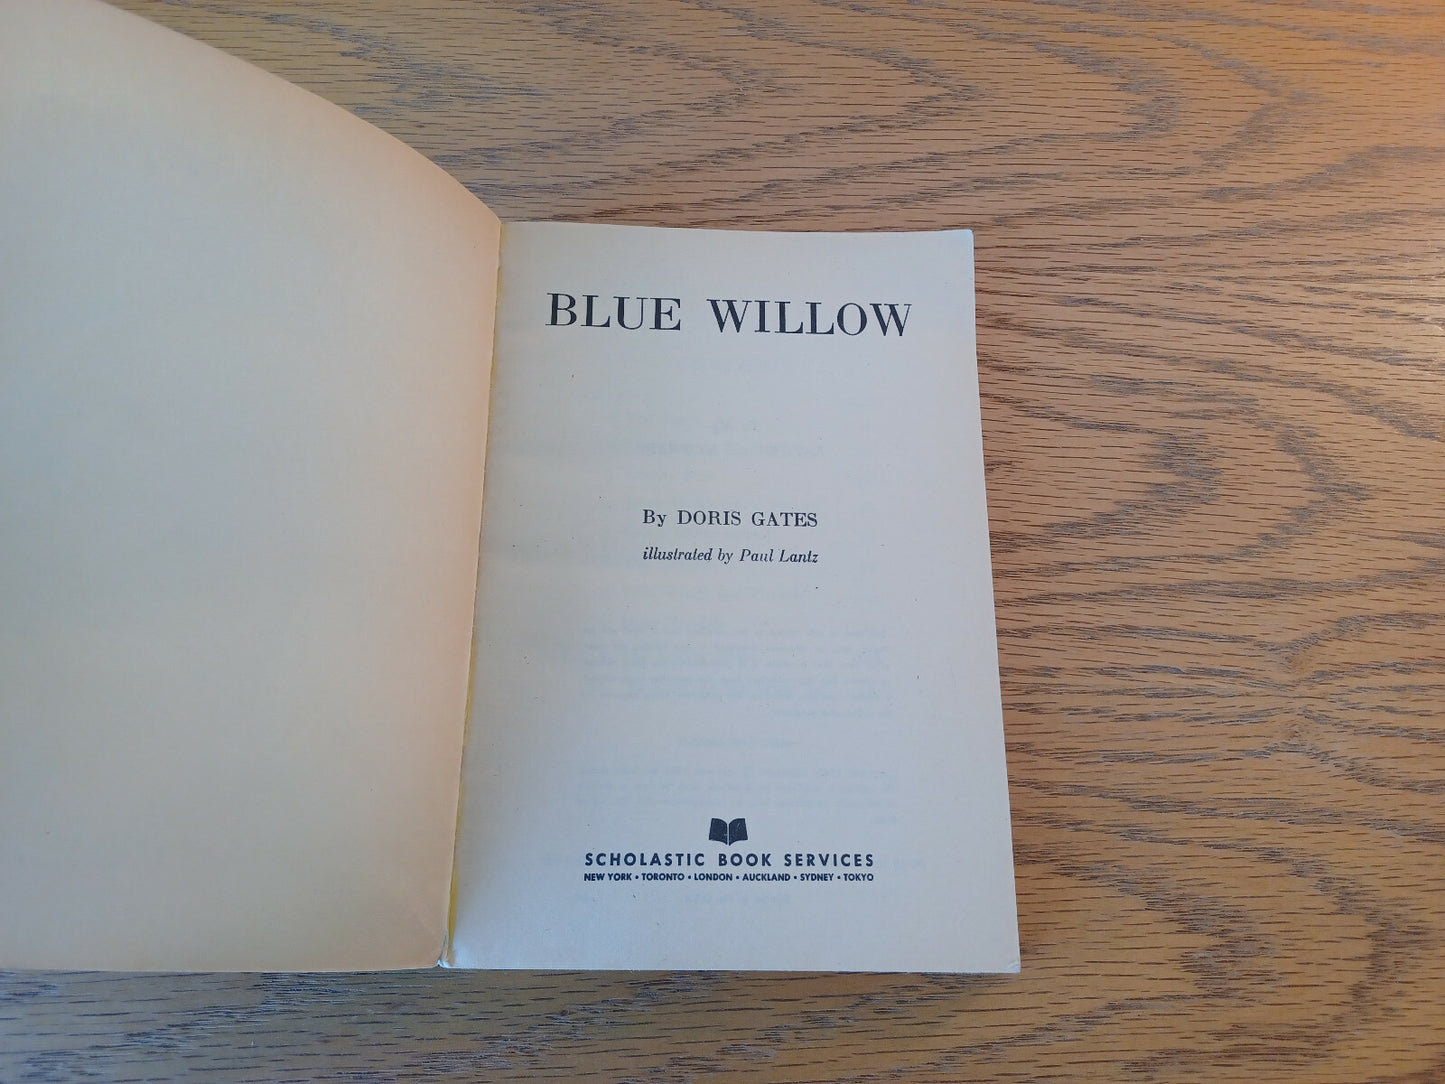 BLUE WILLOW
By DORIS GATES
illustrated by Paul Lantz
SCHOLASTIC BOOK SERVICES
NEW YORK • TORONTO • LONDON • AUCKLAND • SYDNEY • TOKYO